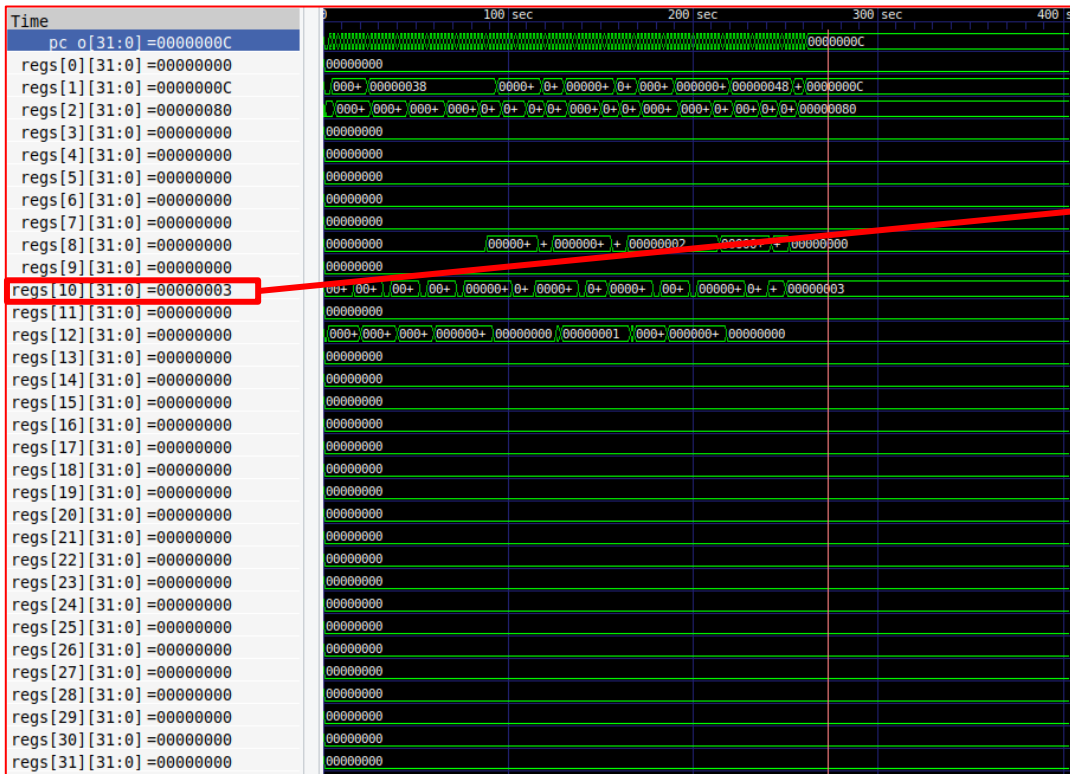 Time 0 100 sec 200 sec 300 sec 400 s
pc_o[31:0] =0000000C 0000000C
regs[0][31:0] =00000000 00000000
regs[1][31:0] =0000000C 000+ 00000038 0000+ 0+ 00000+ 0+ 000+ 000000+ 00000048 + 0000000C
regs[2][31:0] =00000080 000+ 000+ 000+ 000+ 0+ 0+ 0+ 0+ 000+ 0+ 0+ 000+ 000+ 0+ 00+ 0+ 0+ 00000080
regs[3][31:0] =00000000 00000000
regs[4][31:0] =00000000 00000000
regs[5][31:0] =00000000 00000000
regs[6][31:0] =00000000 00000000
regs[7][31:0] =00000000 00000000
regs[8][31:0] =00000000 00000000 00000+ + 000000+ + 00000002 + 00000000
regs[9][31:0] =00000000 00000000
regs[10][31:0] =00000003 00+ 00+ 00+ 00+ 00000+ 0+ 0000+ 0+ 0000+ 00+ 00000+ 0+ + 00000003
regs[11][31:0] =00000000 00000000
regs[12][31:0] =00000000 000+ 000+ 000+ 000000+ 00000000 00000001 000+ 000000+ 00000000
regs[13][31:0] =00000000 00000000
regs[14][31:0] =00000000 00000000
regs[15][31:0] =00000000 00000000
regs[16][31:0] =00000000 00000000
regs[17][31:0] =00000000 00000000
regs[18][31:0] =00000000 00000000
regs[19][31:0] =00000000 00000000
regs[20][31:0] =00000000 00000000
regs[21][31:0] =00000000 00000000
regs[22][31:0] =00000000 00000000
regs[23][31:0] =00000000 00000000
regs[24][31:0] =00000000 00000000
regs[25][31:0] =00000000 00000000
regs[26][31:0] =00000000 00000000
regs[27][31:0] =00000000 00000000
regs[28][31:0] =00000000 00000000
regs[29][31:0] =00000000 00000000
regs[30][31:0] =00000000 00000000
regs[31][31:0] =00000000 00000000